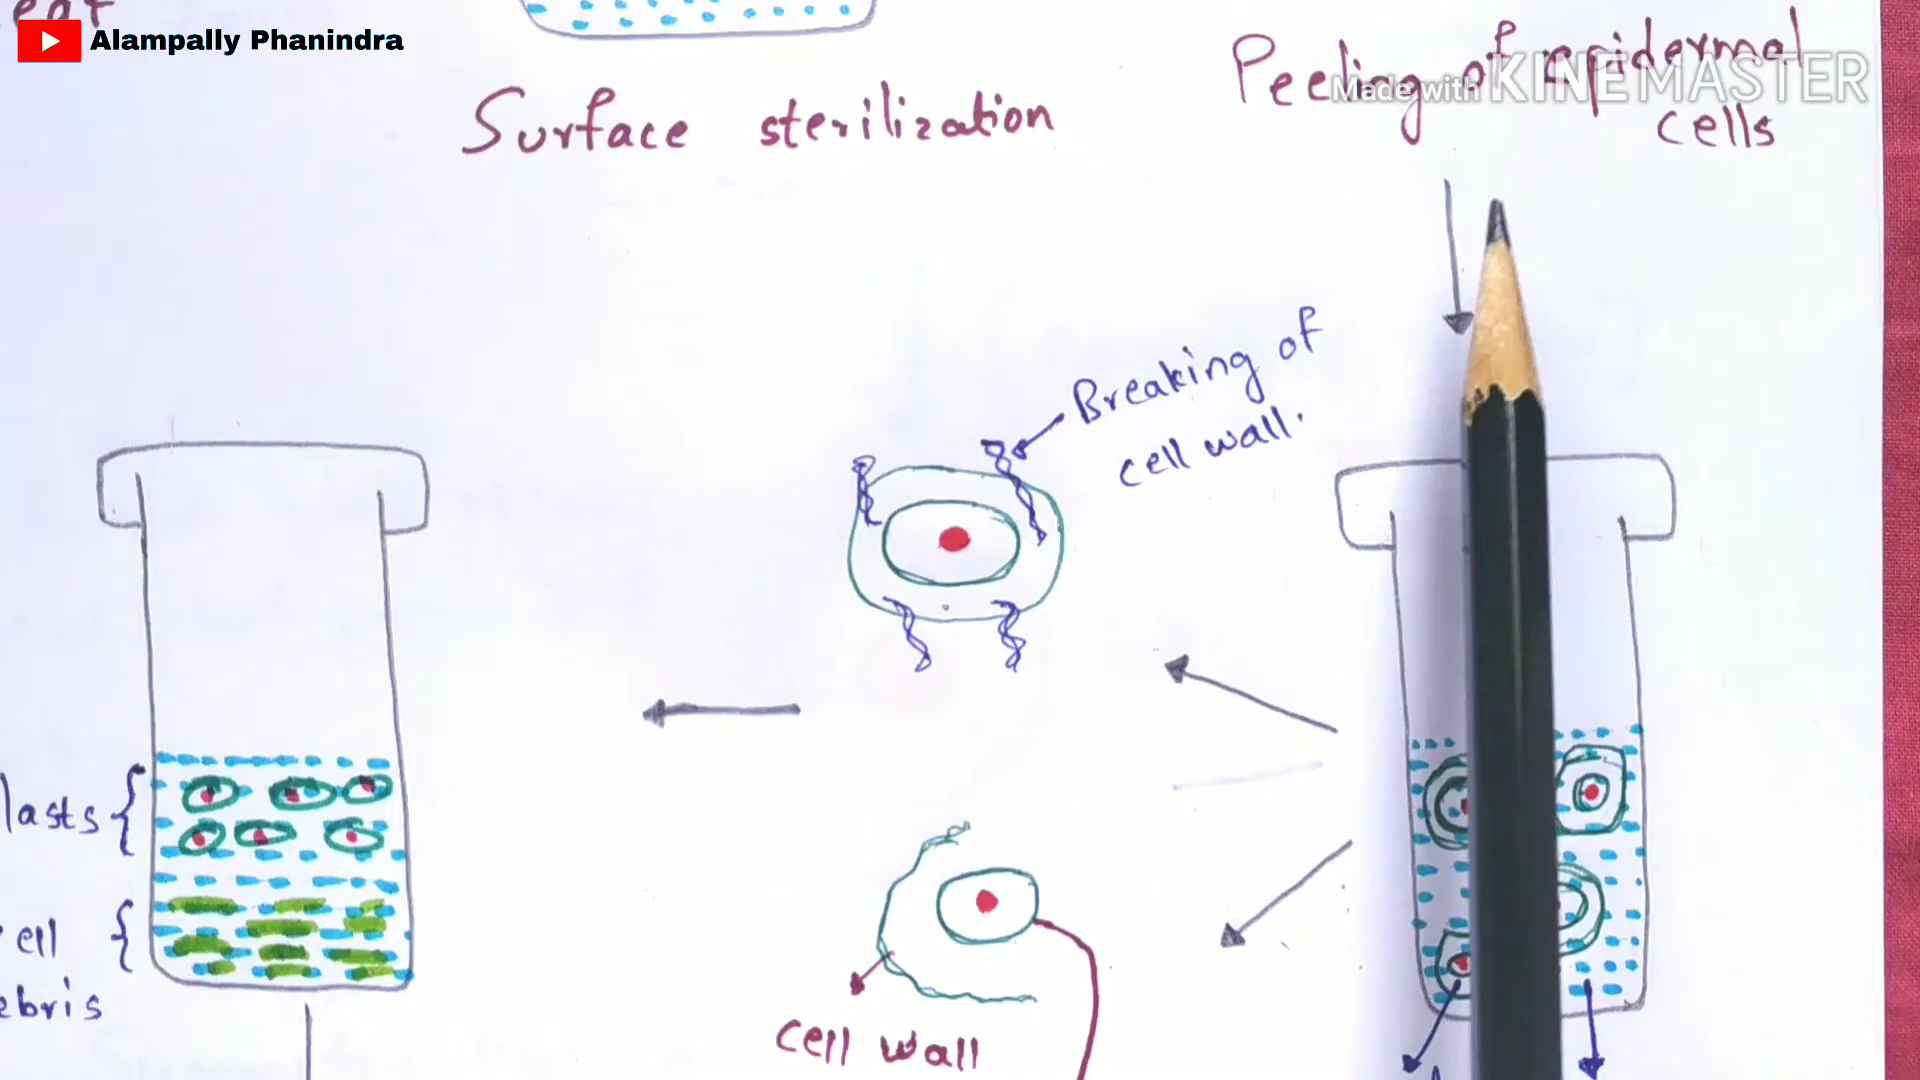 Alampally Phanindra
Made with KINEMASTER
Surface sterilization
Peeling of epidermal
cells
Breaking of
cell wall.
lasts
ell
ebris
cell wall